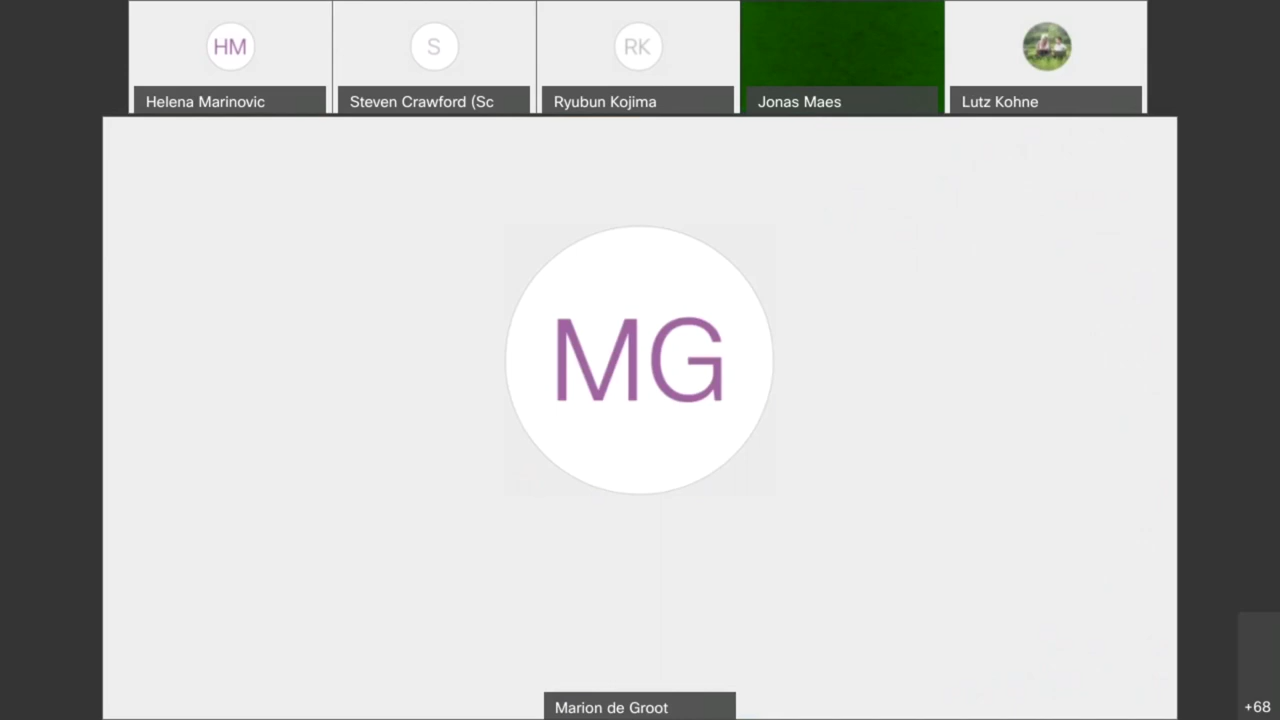 HM
S
RK
Helena Marinovic
Steven Crawford (Sc
Ryubun Kojima
Jonas Maes
Lutz Kohne
MG
Marion de Groot
+68